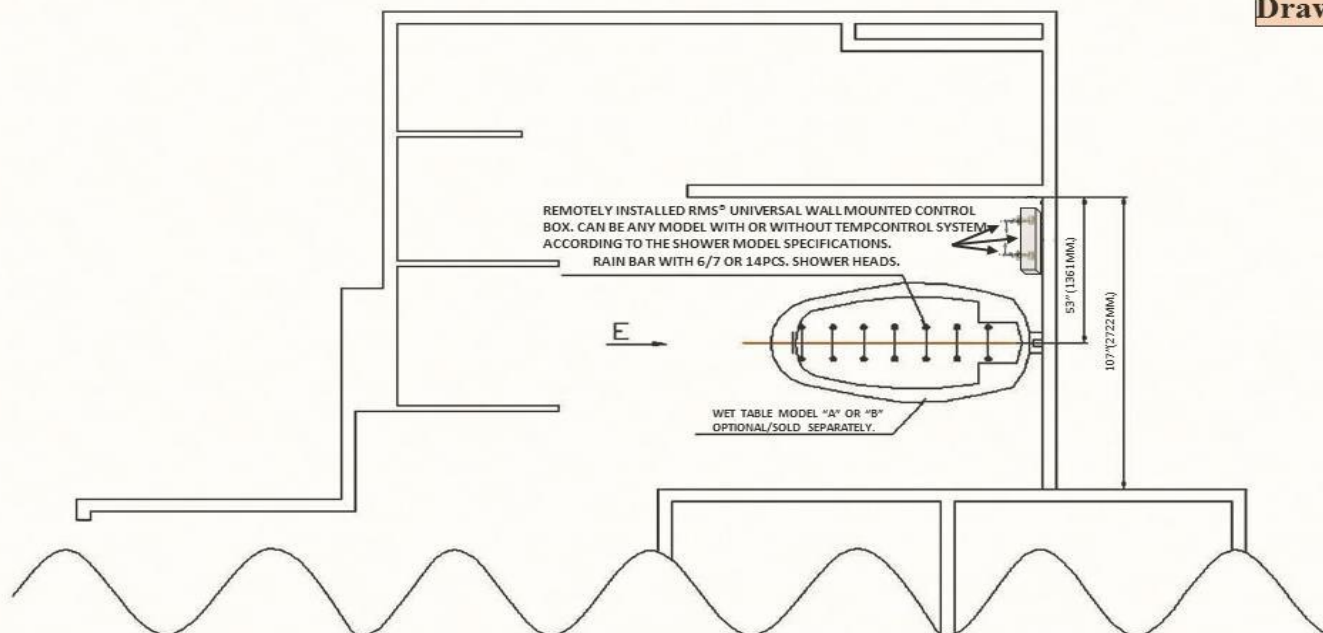 Draw
REMOTELY INSTALLED RMS® UNIVERSAL WALL MOUNTED CONTROL
BOX. CAN BE ANY MODEL WITH OR WITHOUT TEMPCONTROL SYSTEM
ACCORDING TO THE SHOWER MODEL SPECIFICATIONS.
RAIN BAR WITH 6/7 OR 14PCS. SHOWER HEADS.
53"(1361MM.)
107"(2722MM.)
E
WET TABLE MODEL "A" OR "B"
OPTIONAL/SOLD SEPARATELY.